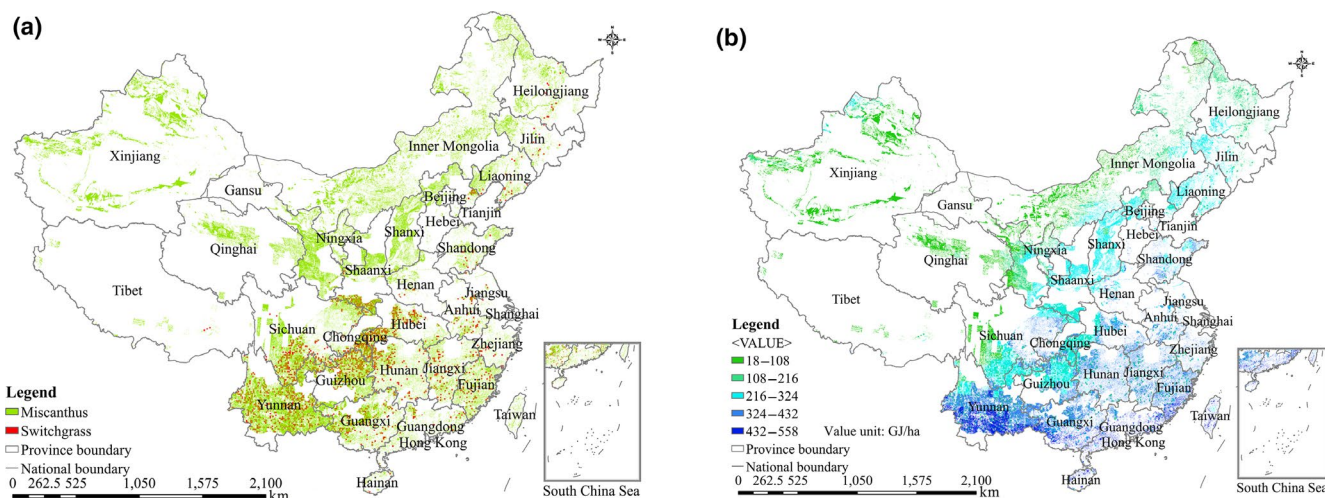 (a)
Heilongjiang
Jilin
Inner Mongolia
Xinjiang
Liaoning
Gansu
Beijing
Tianjin
Hebei
Shanxi
Ningxia
Shandong
Qinghai
Shaanxi
Henan
Jiangsu
Tibet
Anhui
Shanghai
Sichuan
Hubei
Chongqing
Zhejiang
Hunan
Jiangxi
Guizhou
Fujian
Yunnan
Guangxi
Guangdong
Taiwan
Hong Kong
Hainan
Legend
Miscanthus
Switchgrass
Province boundary
National boundary
0 262.5 525 1,050 1,575 2,100
km
South China Sea
(b)
Heilongjiang
Jilin
Inner Mongolia
Xinjiang
Liaoning
Gansu
Beijing
Tianjin
Hebei
Shanxi
Ningxia
Shandong
Qinghai
Shaanxi
Henan
Jiangsu
Tibet
Anhui
Shanghai
Sichuan
Hubei
Chongqing
Zhejiang
Hunan
Jiangxi
Guizhou
Fujian
Yunnan
Guangxi
Guangdong
Taiwan
Hong Kong
Hainan
Legend
<VALUE>
18–108
108–216
216–324
324–432
432–558
Value unit: GJ/ha
Province boundary
National boundary
0 262.5 525 1,050 1,575 2,100
km
South China Sea